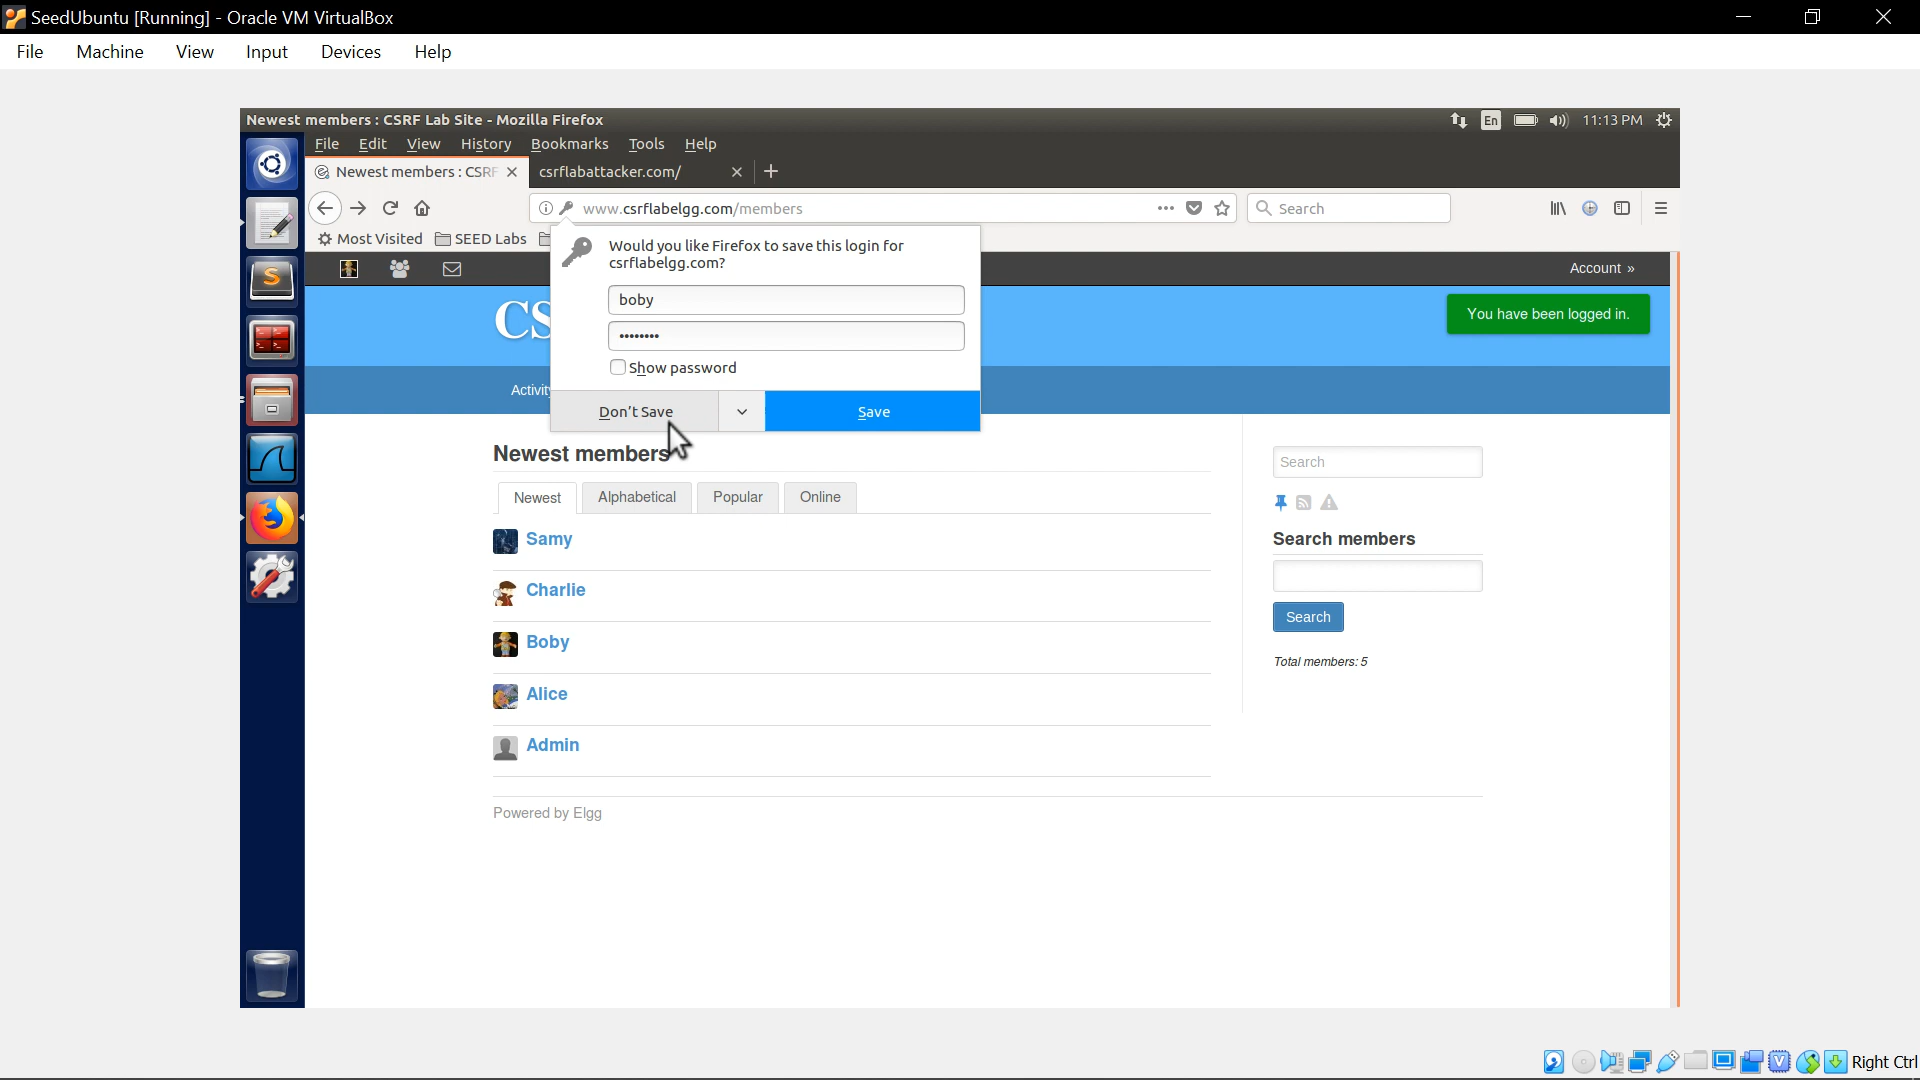 SeedUbuntu [Running] - Oracle VM VirtualBox
File Machine View Input Devices Help
Newest members : CSRF Lab Site - Mozilla Firefox En 11:13 PM
File Edit View History Bookmarks Tools Help
Newest members : CSRF csrflabattacker.com/
www.csrflabelgg.com/members Search
Most Visited SEED Labs
Would you like Firefox to save this login for
csrflabelgg.com?
Account »
boby
CS
You have been logged in.
••••••••
Show password
Activity
Don't Save Save
Newest members
Search
Newest Alphabetical Popular Online
Samy
Search members
Charlie
Search
Boby
Total members: 5
Alice
Admin
Powered by Elgg
Right Ctrl